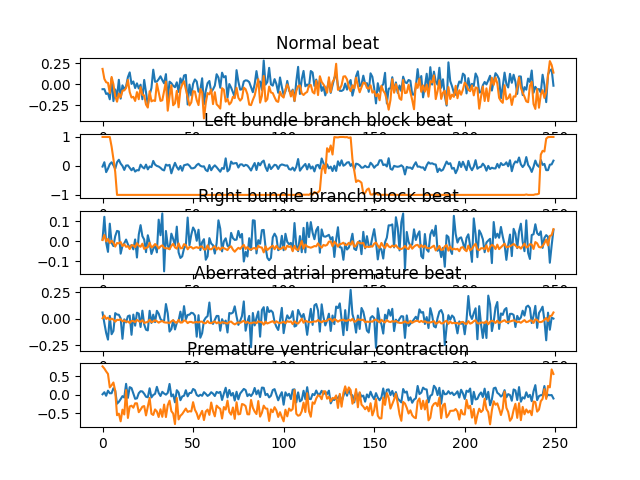 Normal beat
0.25
0.00
−0.25
Left bundle branch block beat
1
0
−1
Right bundle branch block beat
0.1
0.0
−0.1
Aberrated atrial premature beat
0.25
0.00
−0.25
Premature ventricular contraction
0.5
0.0
−0.5
0 50 100 150 200 250